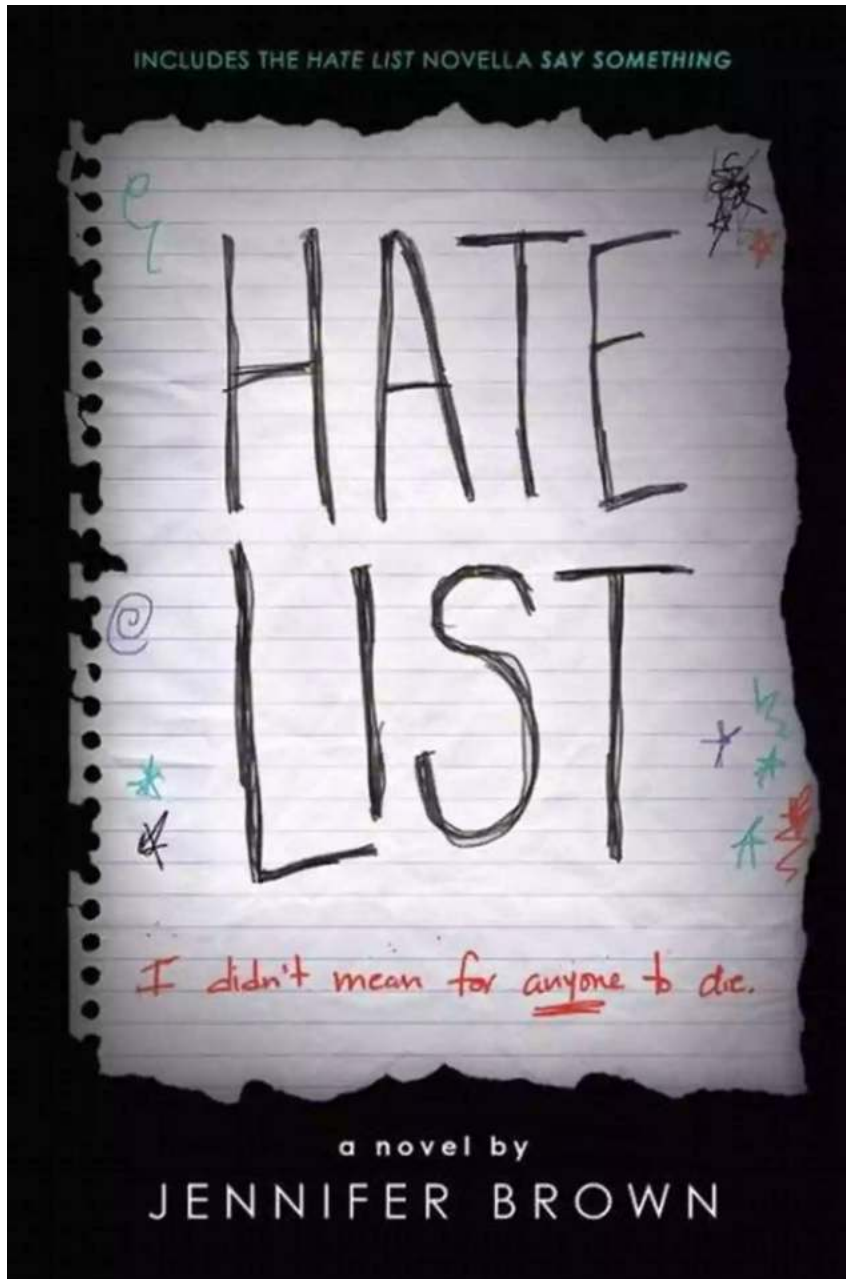 INCLUDES THE HATE LIST NOVELLA SAY SOMETHING
HATE
LIST
I didn't mean for anyone to die.
a novel by
JENNIFER BROWN